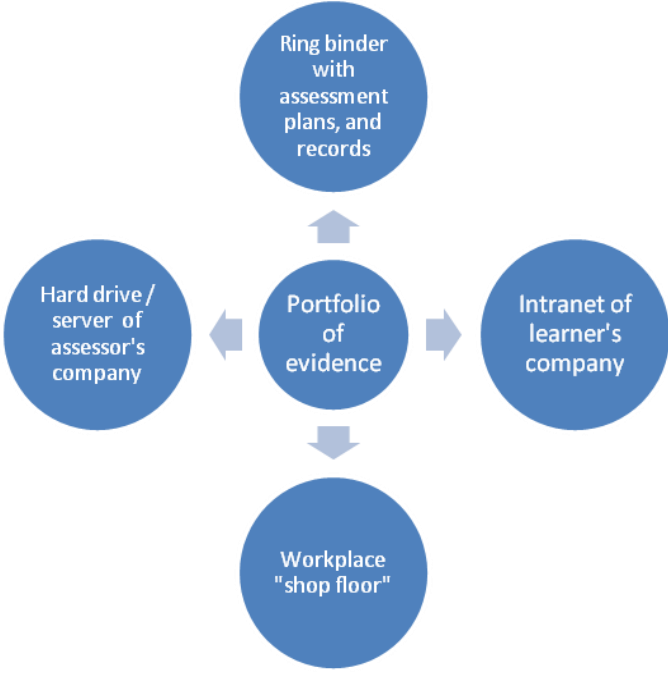 Ring binder
with
assessment
plans, and
records
Hard drive /
server of
assessor's
company
Portfolio
of
evidence
Intranet of
learner's
company
Workplace
"shop floor"